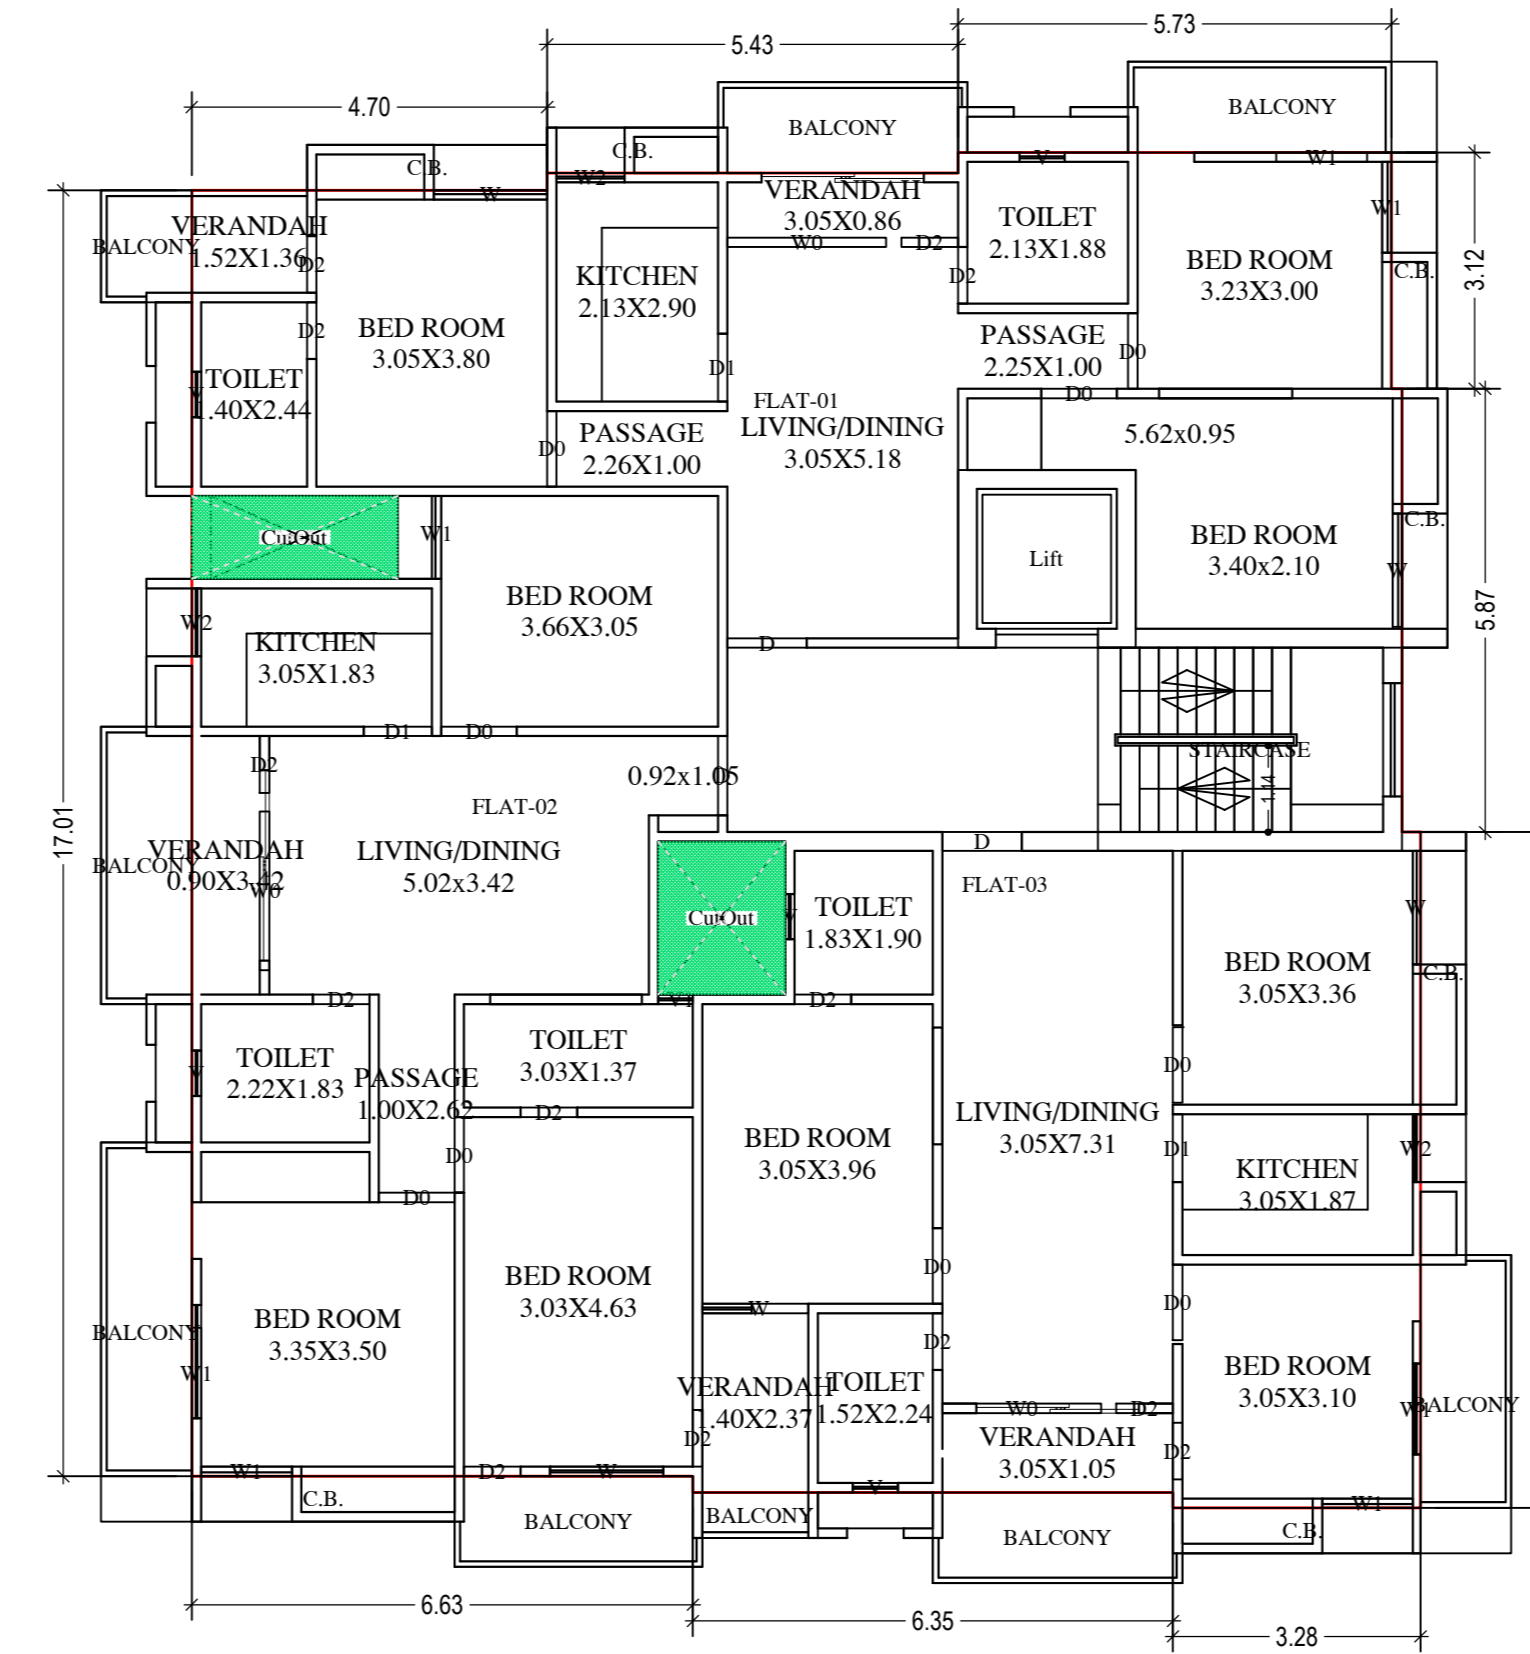 5.73
5.43
4.70
BALCONY
BALCONY
C.B.
C.B.
W1
W2
W
VERANDAH
3.05X0.86
W0
D2
VERANDAH
1.52X1.36
BALCONY
D2
TOILET
2.13X1.88
D2
W1
BED ROOM
3.23X3.00
C.B.
3.12
KITCHEN
2.13X2.90
D2
BED ROOM
3.05X3.80
D1
PASSAGE
2.25X1.00
D0
D0
TOILET
1.40X2.44
V
V
FLAT-01
LIVING/DINING
3.05X5.18
PASSAGE
2.26X1.00
D0
5.62x0.95
CutOut
W1
BED ROOM
3.40x2.10
C.B.
W
Lift
5.87
BED ROOM
3.66X3.05
W2
KITCHEN
3.05X1.83
D
D1
D0
STAIRCASE
1.44
D2
0.92x1.05
D
FLAT-02
17.01
VERANDAH
0.90X3.42
BALCONY
W0
LIVING/DINING
5.02x3.42
D
FLAT-03
CutOut
V
TOILET
1.83X1.90
W
BED ROOM
3.05X3.36
C.B.
D2
V1
D2
TOILET
3.03X1.37
TOILET
2.22X1.83
V
PASSAGE
1.00X2.62
D2
D0
LIVING/DINING
3.05X7.31
BED ROOM
3.05X3.96
D1
W2
KITCHEN
3.05X1.87
D0
D0
D0
D0
BED ROOM
3.03X4.63
BED ROOM
3.35X3.50
BALCONY
W1
W
D2
VERANDAH
1.40X2.37
TOILET
1.52X2.24
BED ROOM
3.05X3.10
W1
BALCONY
W0
D2
VERANDAH
3.05X1.05
D2
D2
W1
D2
W
V
W1
C.B.
BALCONY
BALCONY
BALCONY
C.B.
6.63
6.35
3.28